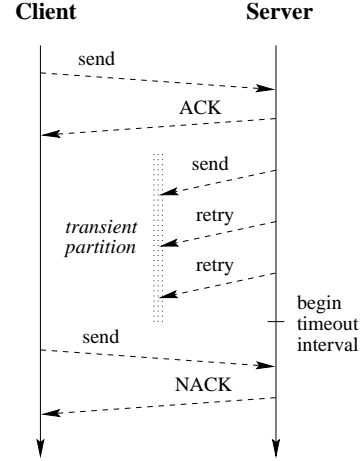 Client Server
send
ACK
send
transient
partition
retry
retry
begin
timeout
interval
send
NACK